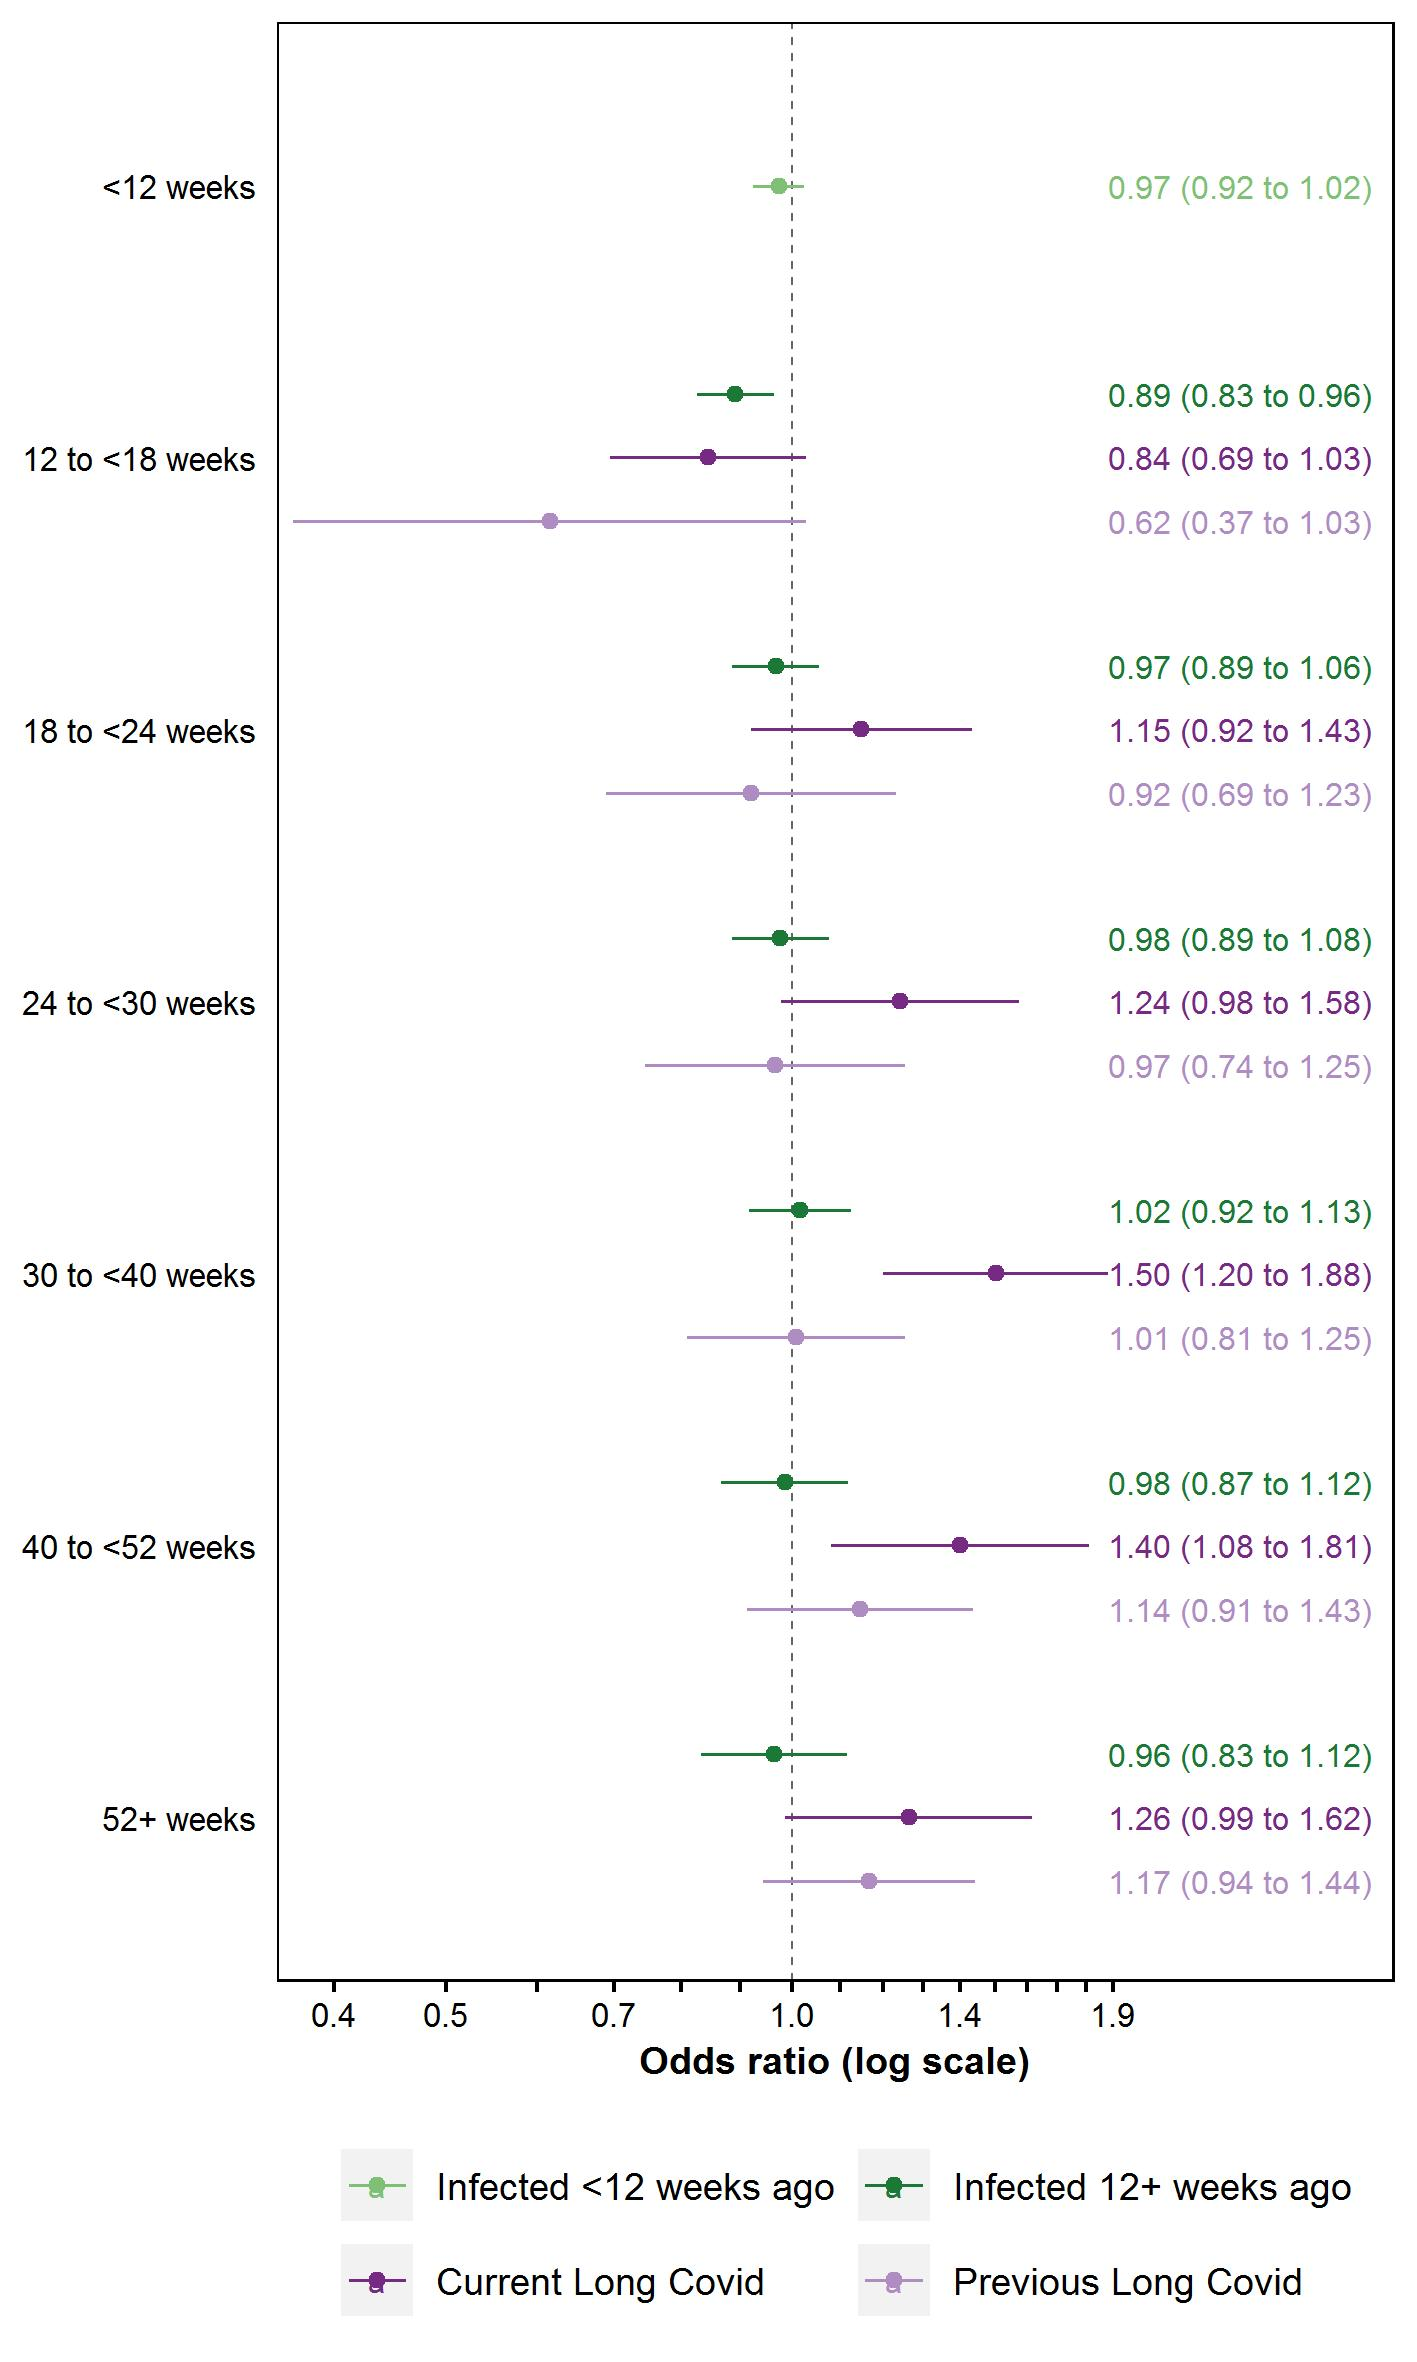 <12 weeks
0.97 (0.92 to 1.02)
0.89 (0.83 to 0.96)
12 to <18 weeks
0.84 (0.69 to 1.03)
0.62 (0.37 to 1.03)
0.97 (0.89 to 1.06)
18 to <24 weeks
1.15 (0.92 to 1.43)
0.92 (0.69 to 1.23)
0.98 (0.89 to 1.08)
24 to <30 weeks
1.24 (0.98 to 1.58)
0.97 (0.74 to 1.25)
1.02 (0.92 to 1.13)
30 to <40 weeks
1.50 (1.20 to 1.88)
1.01 (0.81 to 1.25)
0.98 (0.87 to 1.12)
40 to <52 weeks
1.40 (1.08 to 1.81)
1.14 (0.91 to 1.43)
0.96 (0.83 to 1.12)
52+ weeks
1.26 (0.99 to 1.62)
1.17 (0.94 to 1.44)
0.4 0.5 0.7 1.0 1.4 1.9
Odds ratio (log scale)
a Infected <12 weeks ago a Infected 12+ weeks ago
a Current Long Covid a Previous Long Covid